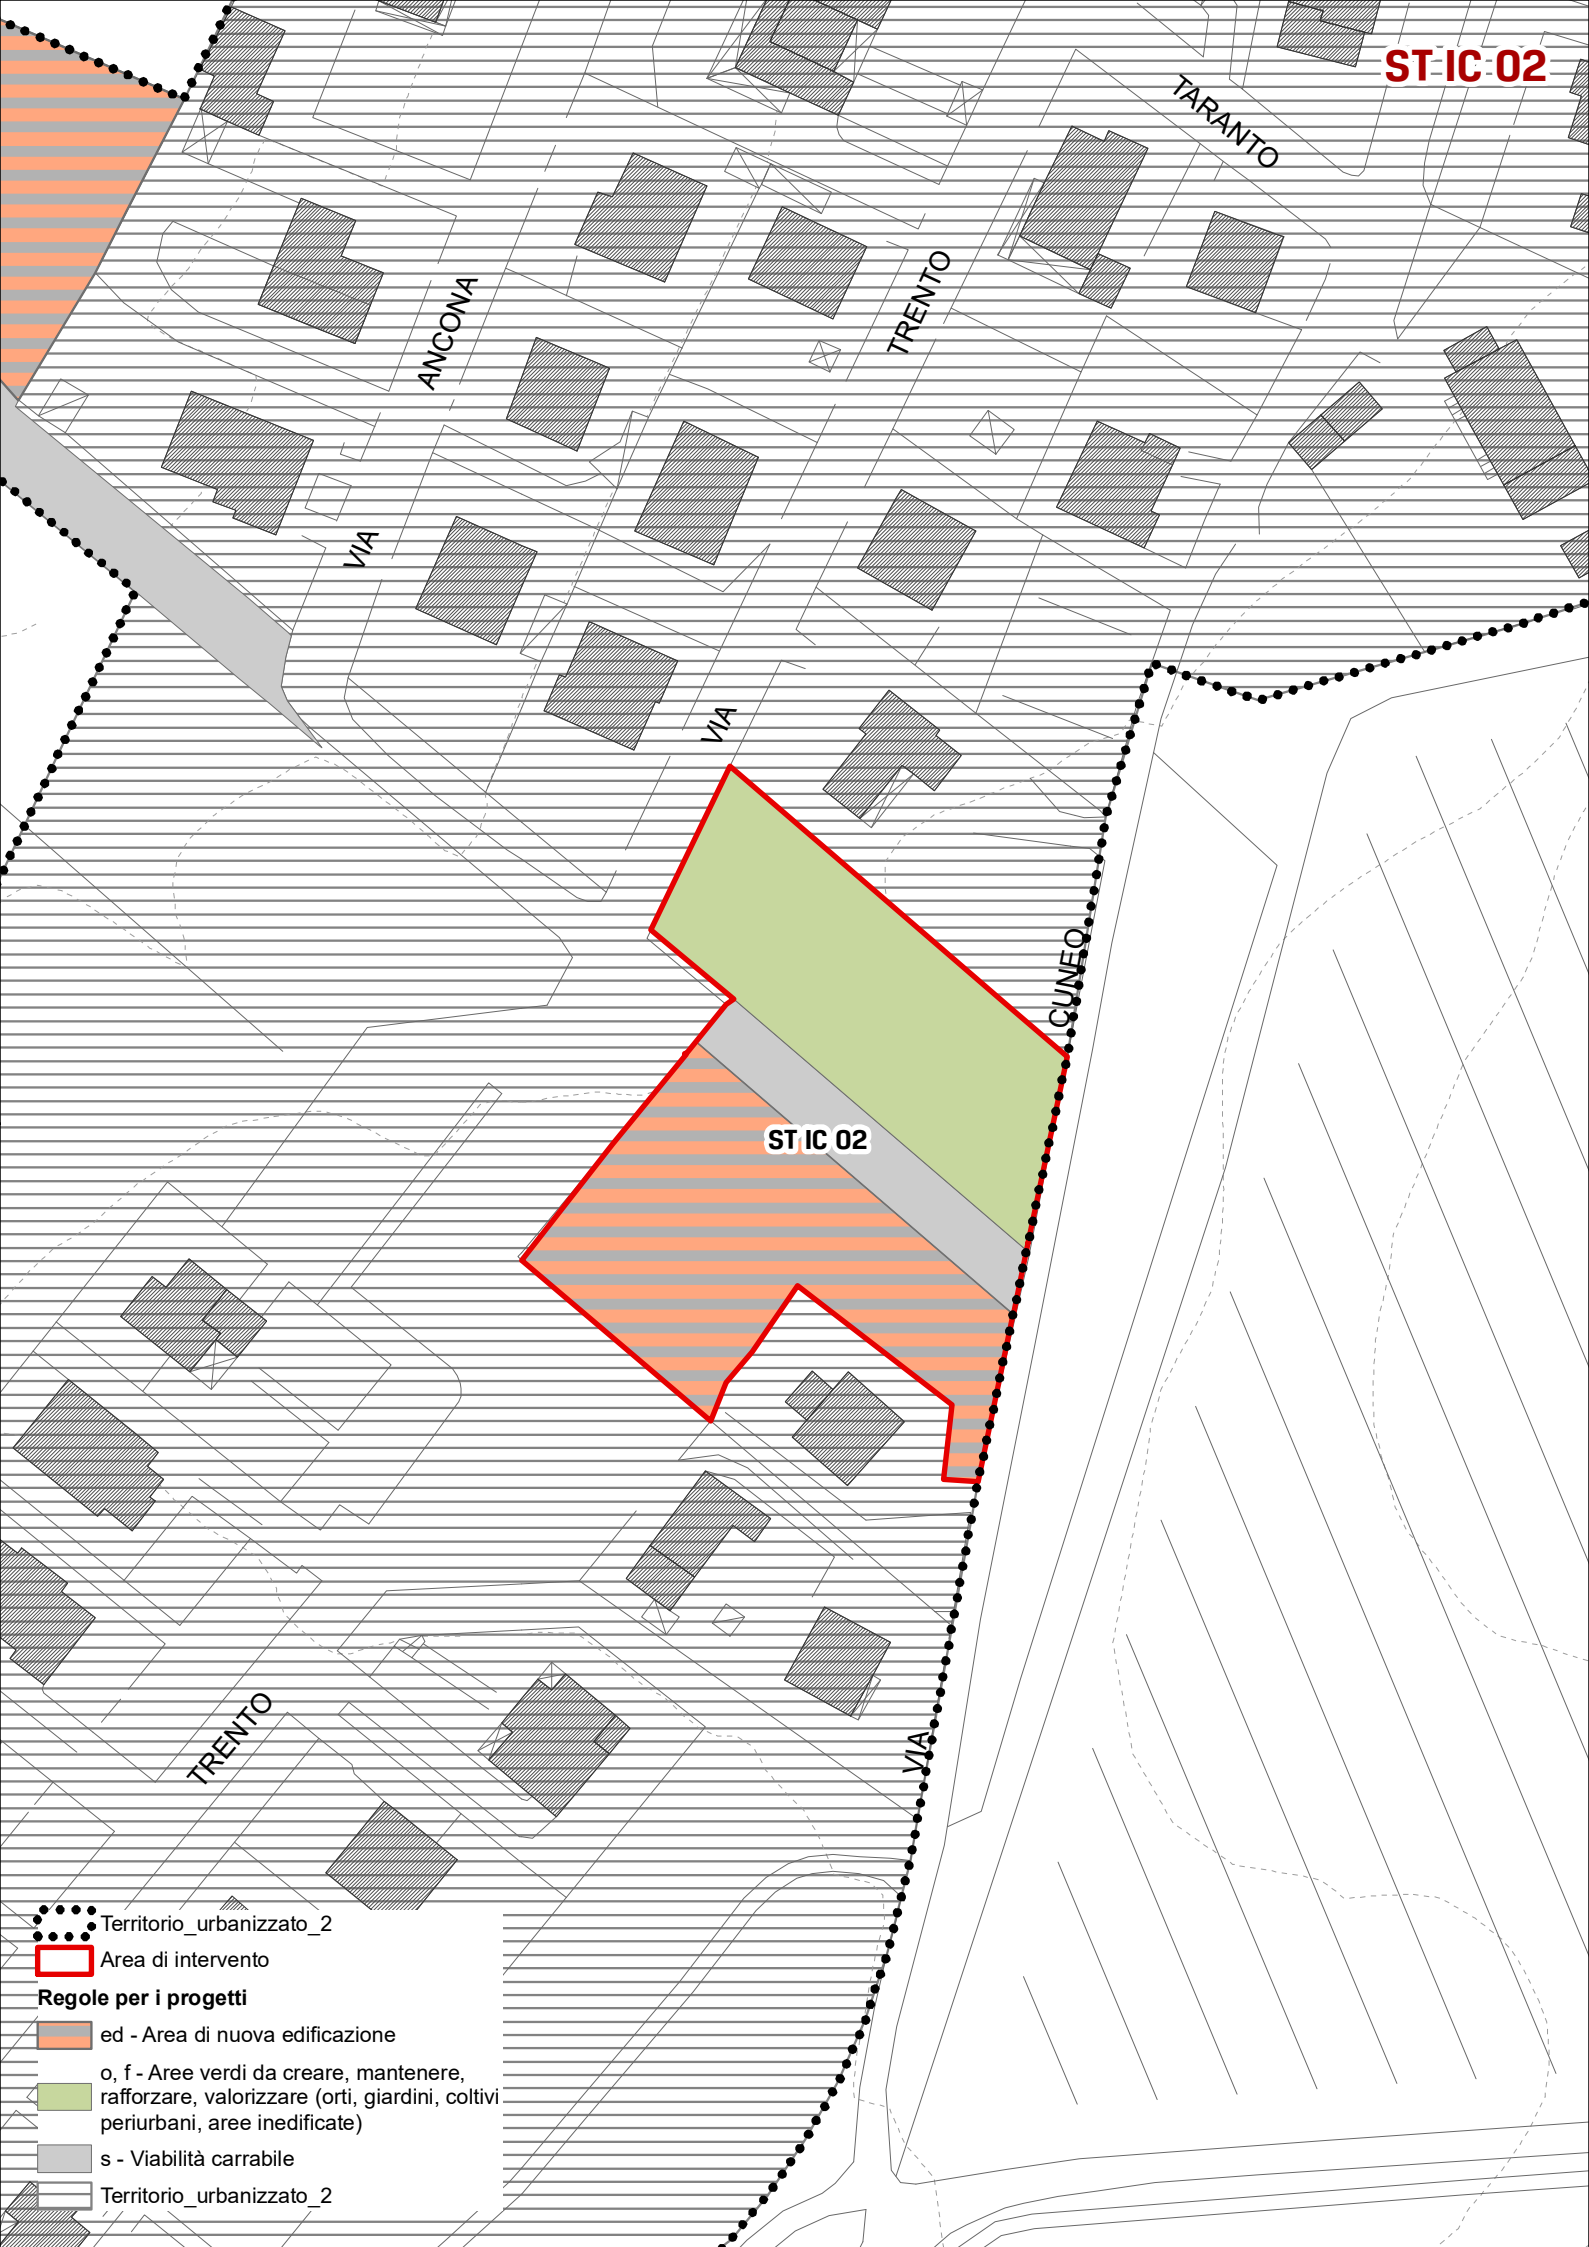 ST IC 02
TARANTO
TRENTO
ANCONA
VIA
VIA
CUNEO
ST IC 02
TRENTO
VIA
Territorio_urbanizzato_2
Area di intervento
Regole per i progetti
ed - Area di nuova edificazione
o, f - Aree verdi da creare, mantenere,
rafforzare, valorizzare (orti, giardini, coltivi
periurbani, aree inedificate)
s - Viabilità carrabile
Territorio_urbanizzato_2